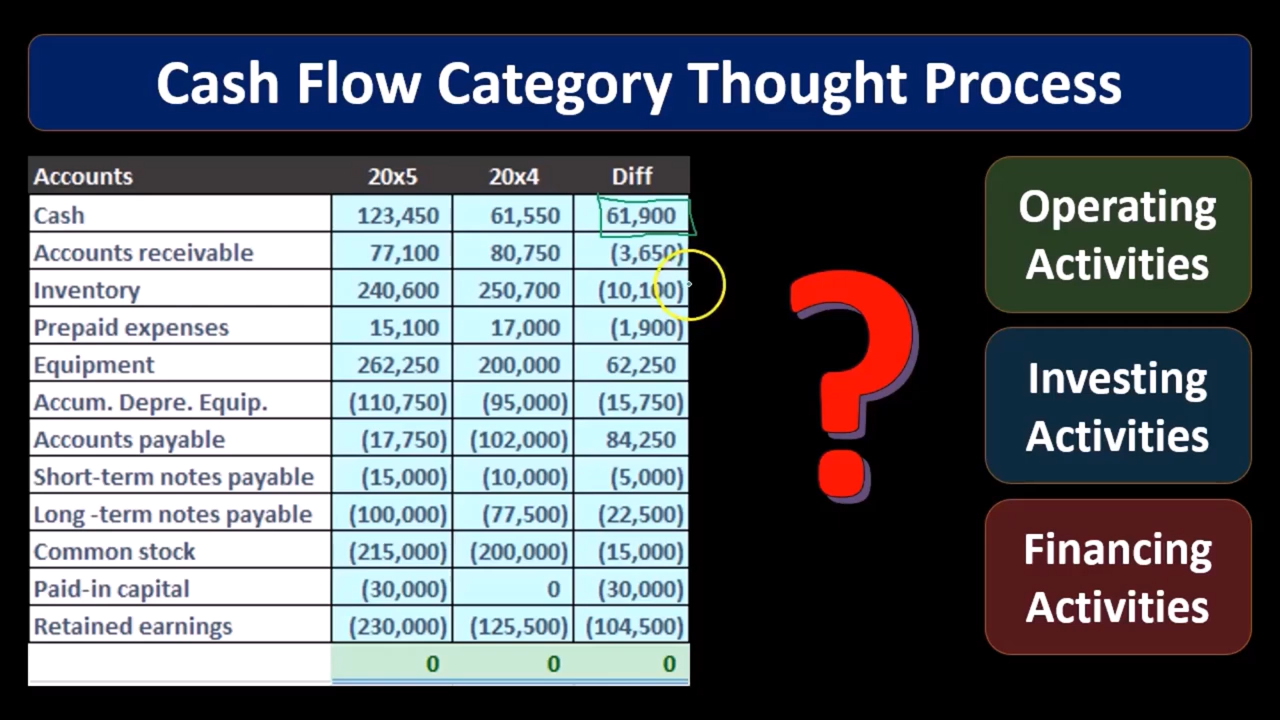 Cash Flow Category Thought Process
Accounts 20x5 20x4 Diff
Cash 123,450 61,550 61,900
Accounts receivable 77,100 80,750 (3,650)
Inventory 240,600 250,700 (10,100)
Prepaid expenses 15,100 17,000 (1,900)
Equipment 262,250 200,000 62,250
Accum. Depre. Equip. (110,750) (95,000) (15,750)
Accounts payable (17,750) (102,000) 84,250
Short-term notes payable (15,000) (10,000) (5,000)
Long -term notes payable (100,000) (77,500) (22,500)
Common stock (215,000) (200,000) (15,000)
Paid-in capital (30,000) 0 (30,000)
Retained earnings (230,000) (125,500) (104,500)
0 0 0
?
Operating
Activities
Investing
Activities
Financing
Activities